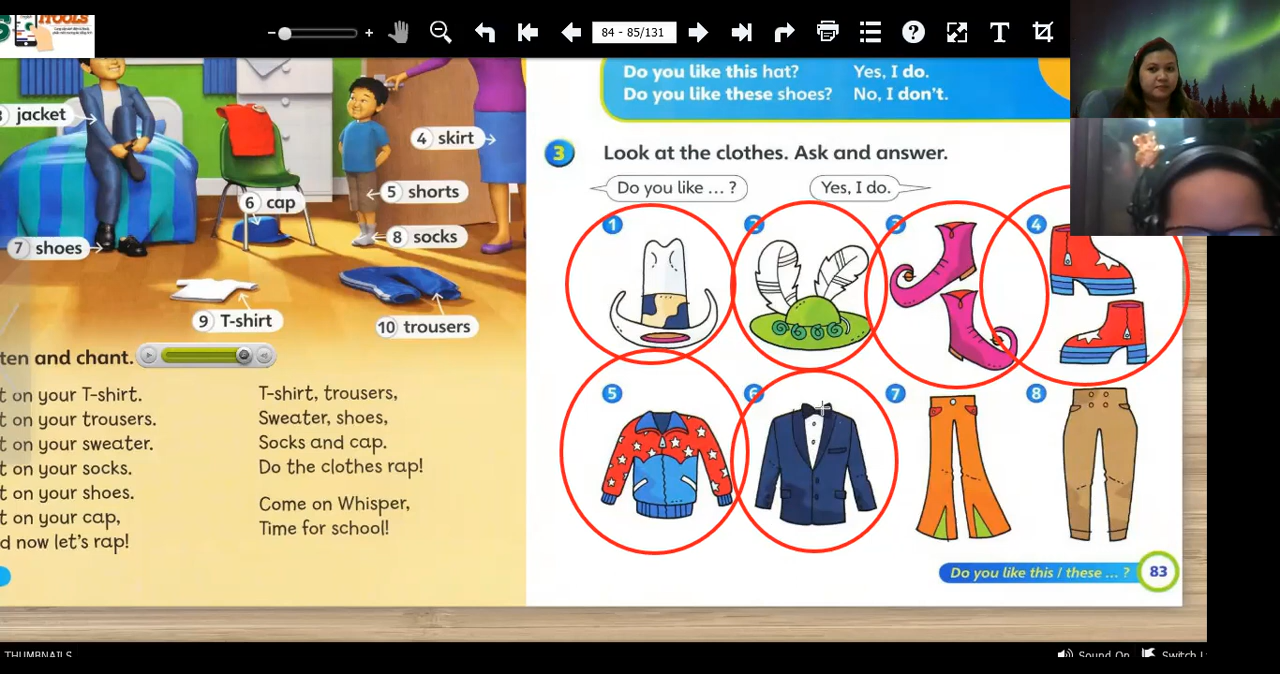 S
iTOOLS
84 - 85/131
jacket
4 skirt
5 shorts
6 cap
7 shoes
8 socks
9 T-shirt
10 trousers
ten and chant.
t on your T-shirt.
t on your trousers.
t on your sweater.
t on your socks.
t on your shoes.
t on your cap,
d now let's rap!
T-shirt, trousers,
Sweater, shoes,
Socks and cap.
Do the clothes rap!
Come on Whisper,
Time for school!
Do you like this hat? Yes, I do.
Do you like these shoes? No, I don't.
3 Look at the clothes. Ask and answer.
Do you like ... ? Yes, I do.
1 2 3 4
5 6 7 8
Do you like this / these ... ? 83
THUMBNAILS
Sound On
Switch